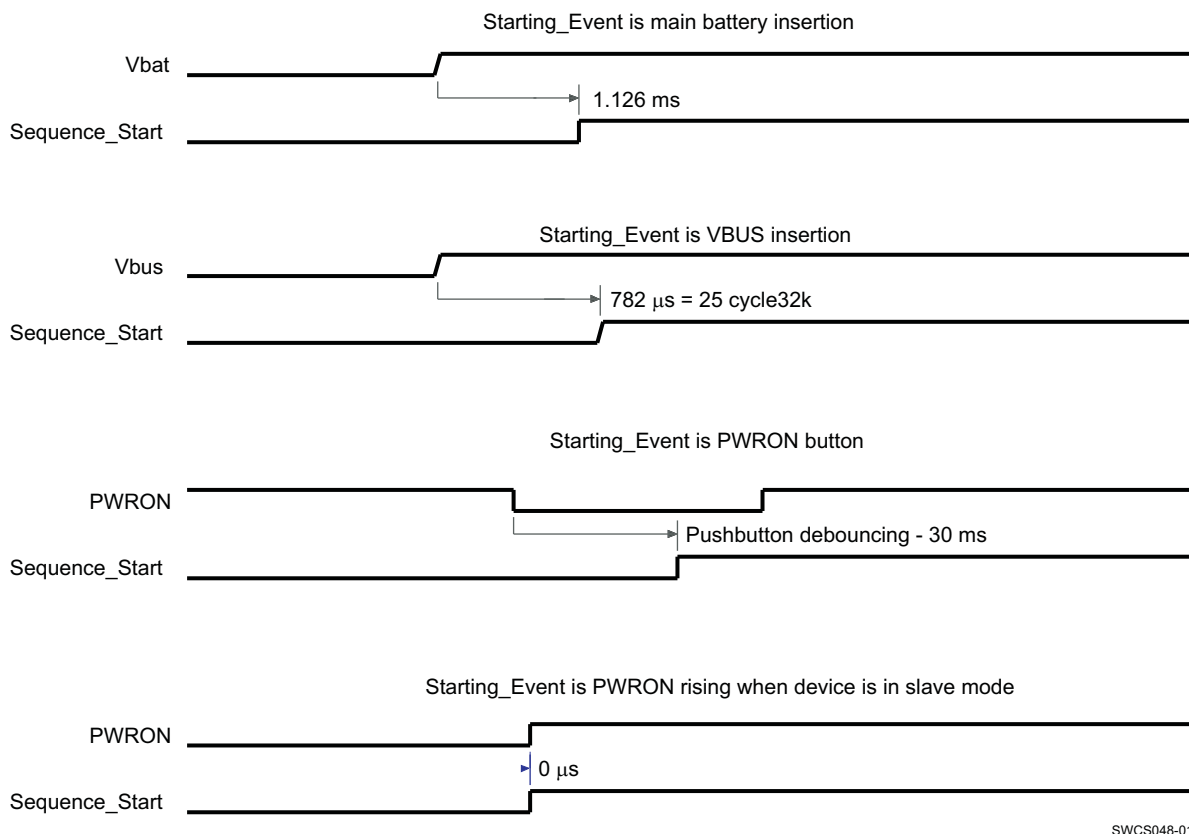 Starting_Event is main battery insertion
Vbat
1.126 ms
Sequence_Start
Starting_Event is VBUS insertion
Vbus
782 μs = 25 cycle32k
Sequence_Start
Starting_Event is PWRON button
PWRON
Pushbutton debouncing - 30 ms
Sequence_Start
Starting_Event is PWRON rising when device is in slave mode
PWRON
0 μs
Sequence_Start